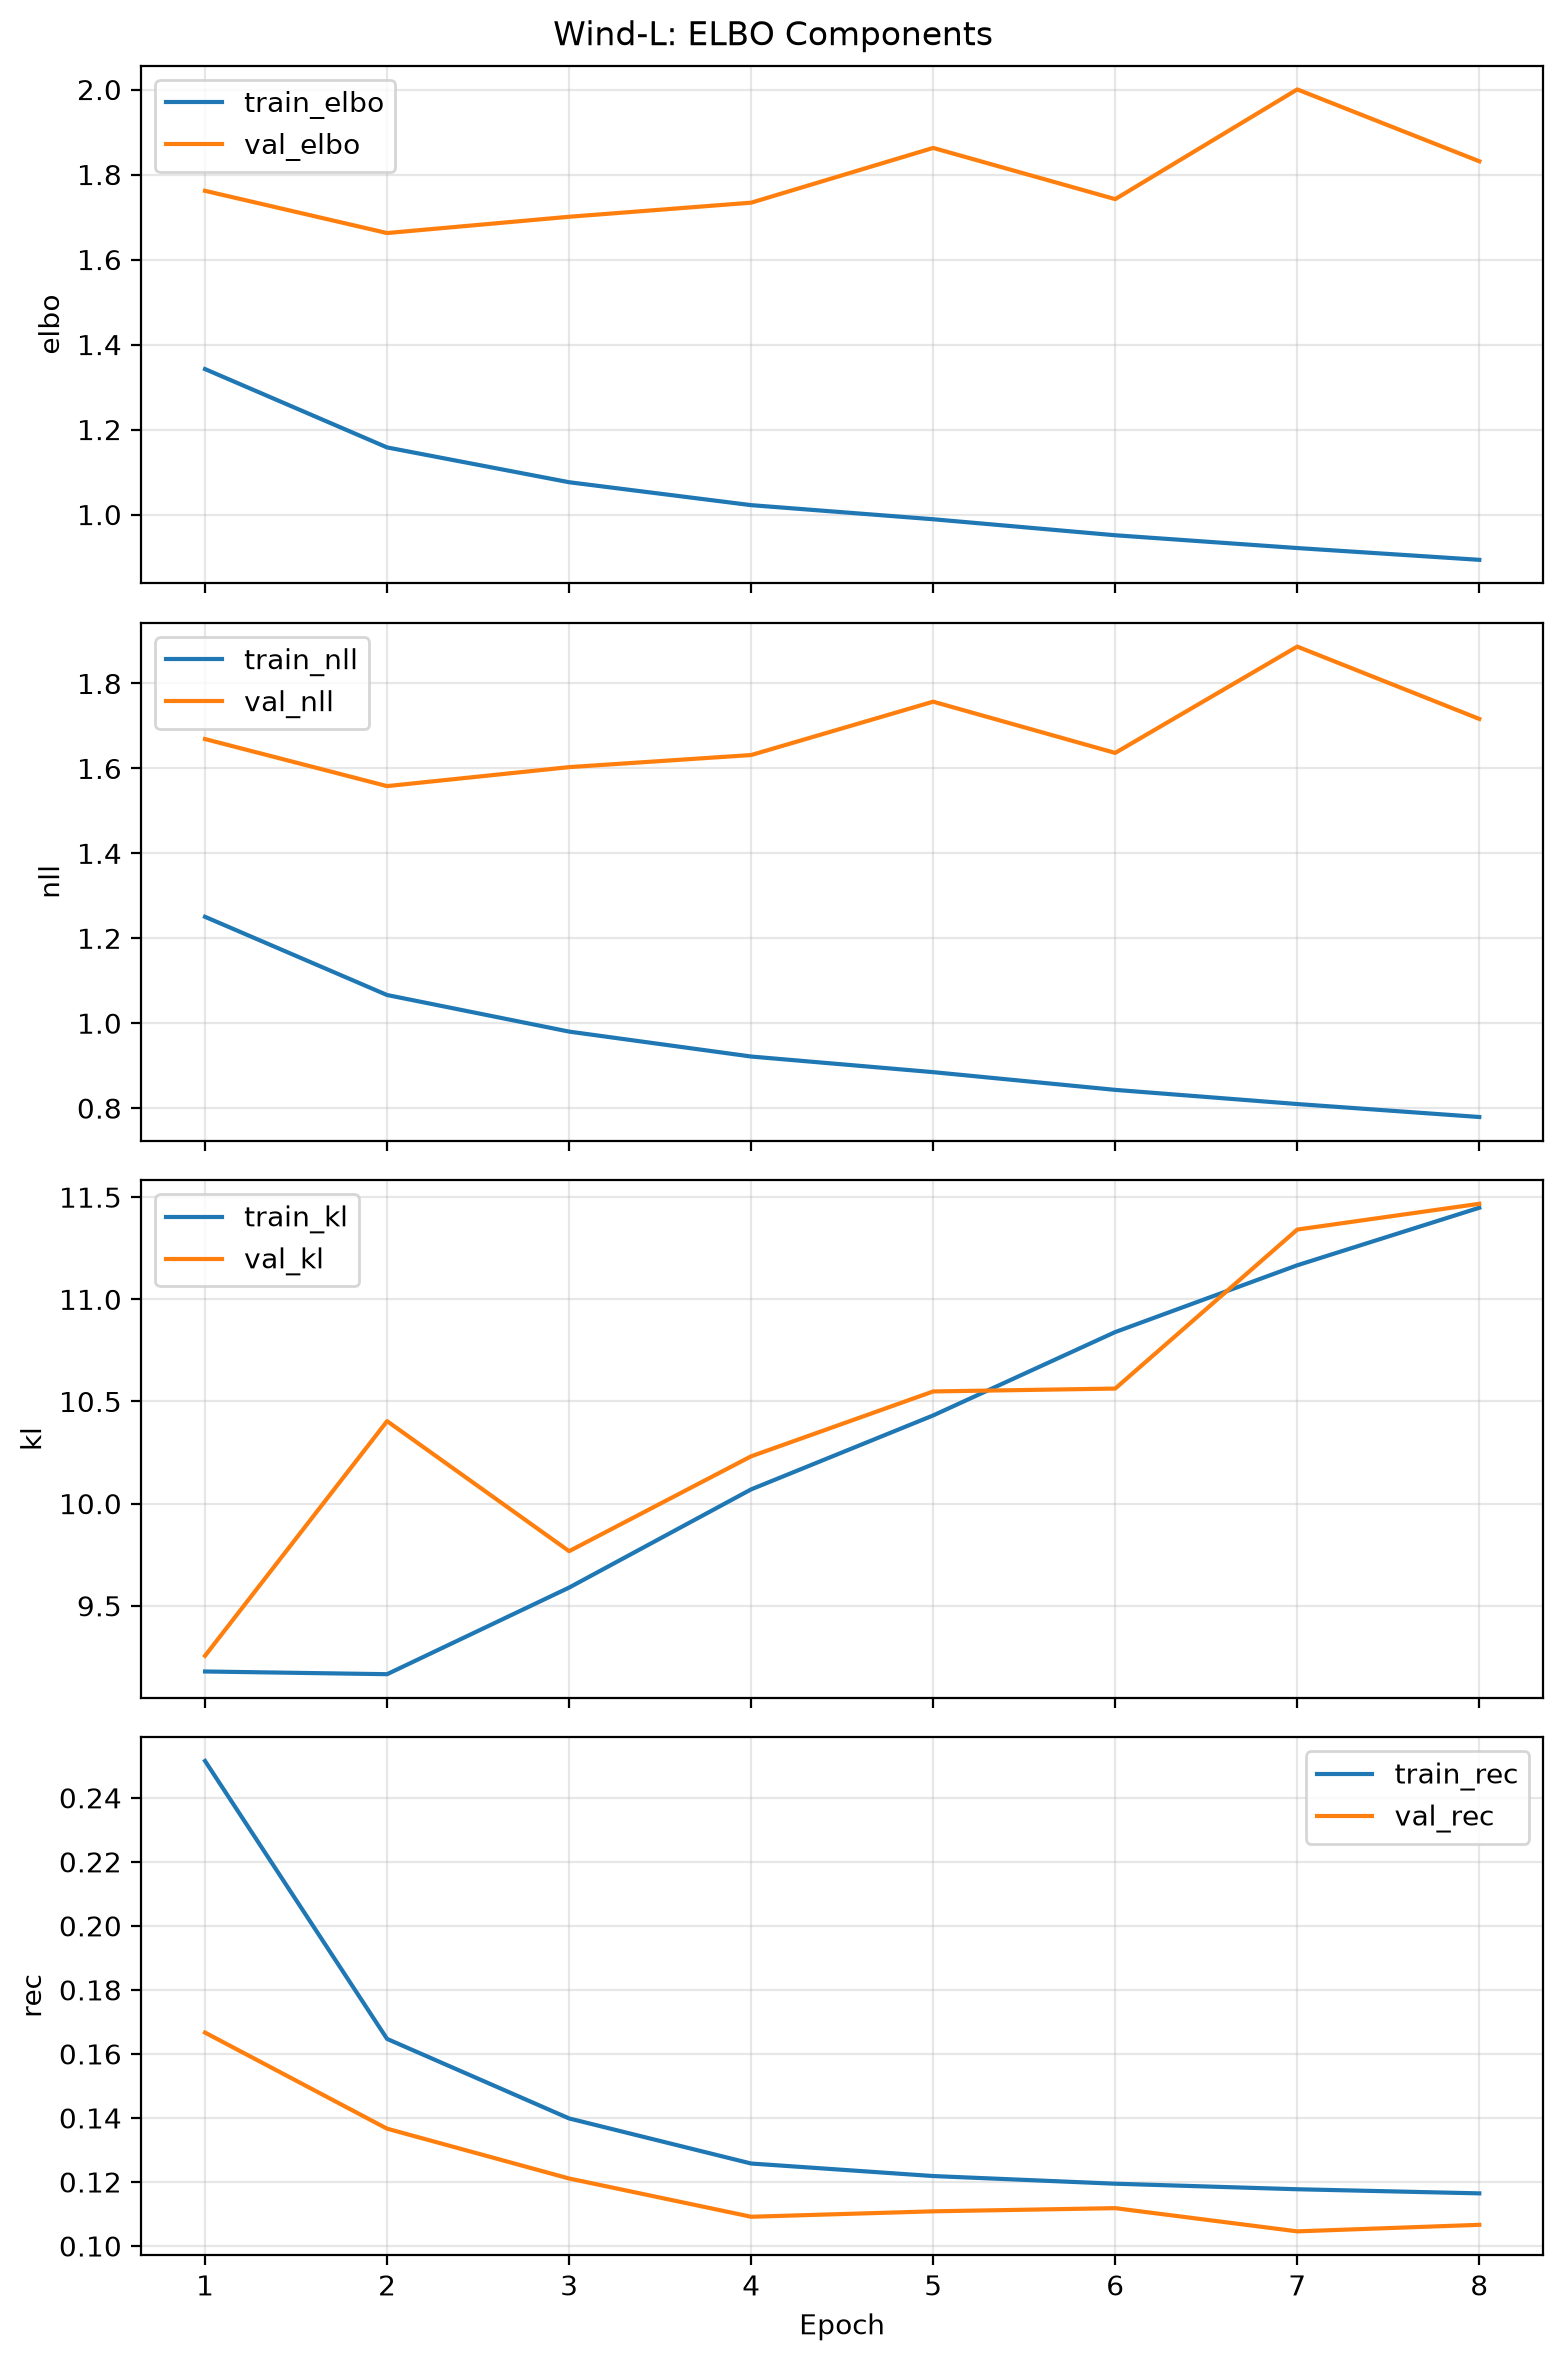 Wind-L: ELBO Components
train_elbo
val_elbo
2.0
1.8
1.6
1.4
1.2
1.0
elbo
train_nll
val_nll
1.8
1.6
1.4
1.2
1.0
0.8
nll
train_kl
val_kl
11.5
11.0
10.5
10.0
9.5
kl
train_rec
val_rec
0.24
0.22
0.20
0.18
0.16
0.14
0.12
0.10
rec
1 2 3 4 5 6 7 8
Epoch